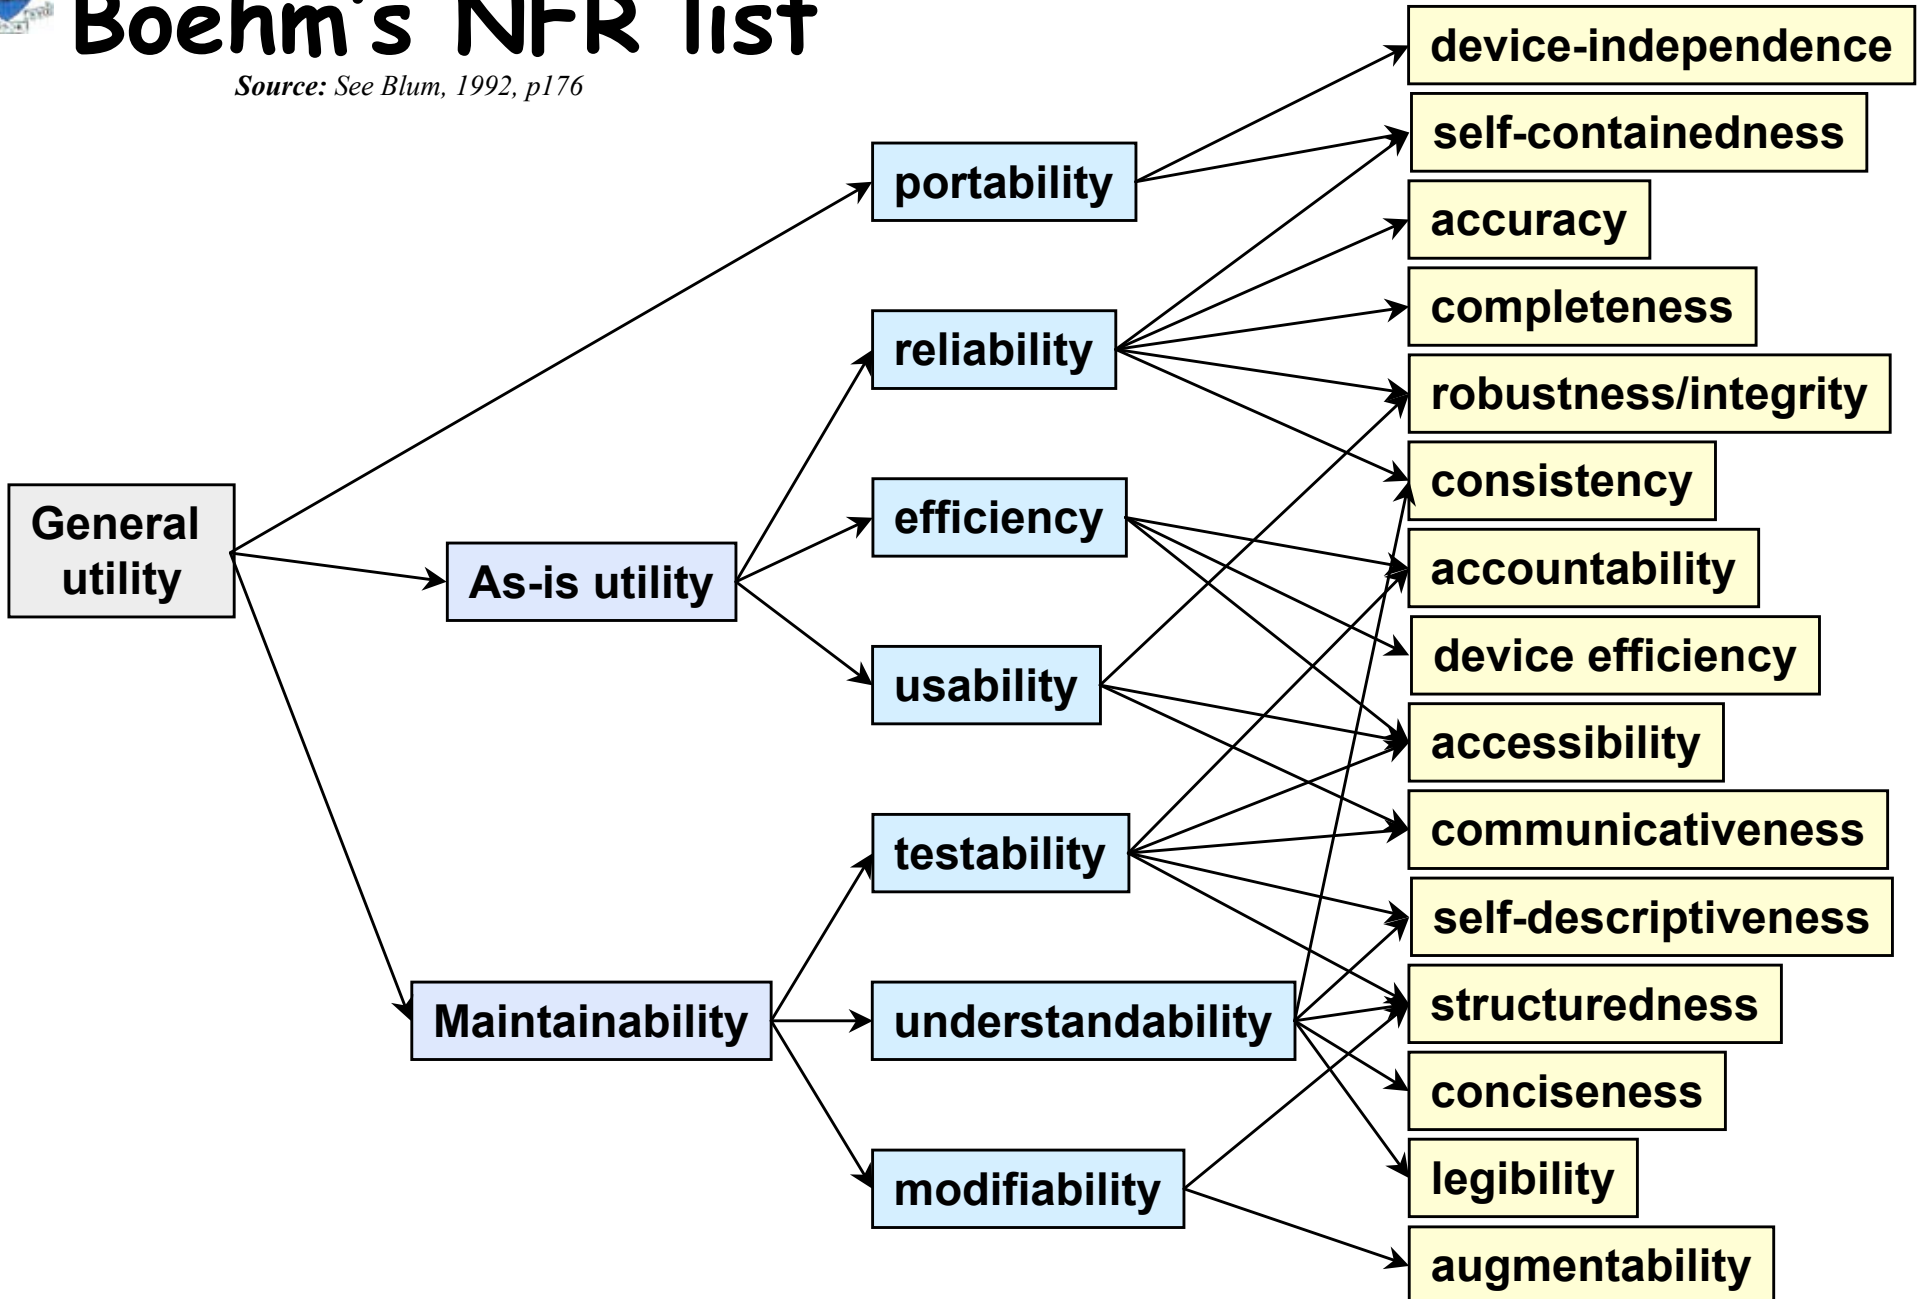 Boehm's NFR list
Source: See Blum, 1992, p176
General
utility
As-is utility
Maintainability
portability
reliability
efficiency
usability
testability
understandability
modifiability
device-independence
self-containedness
accuracy
completeness
robustness/integrity
consistency
accountability
device efficiency
accessibility
communicativeness
self-descriptiveness
structuredness
conciseness
legibility
augmentability